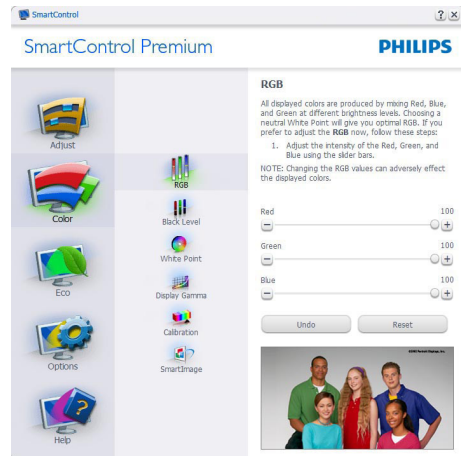 SmartControl
SmartControl Premium
PHILIPS
Adjust
Color
Eco
Options
Help
RGB
Black Level
White Point
Display Gamma
Calibration
SmartImage
RGB
All displayed colors are produced by mixing Red, Blue,
and Green at different brightness levels. Choosing a
neutral White Point will give you optimal RGB. If you
prefer to adjust the RGB now, follow these steps:
1. Adjust the intensity of the Red, Green, and
Blue using the slider bars.
NOTE: Changing the RGB values can adversely effect
the displayed colors.
Red 100
Green 100
Blue 100
Undo Reset